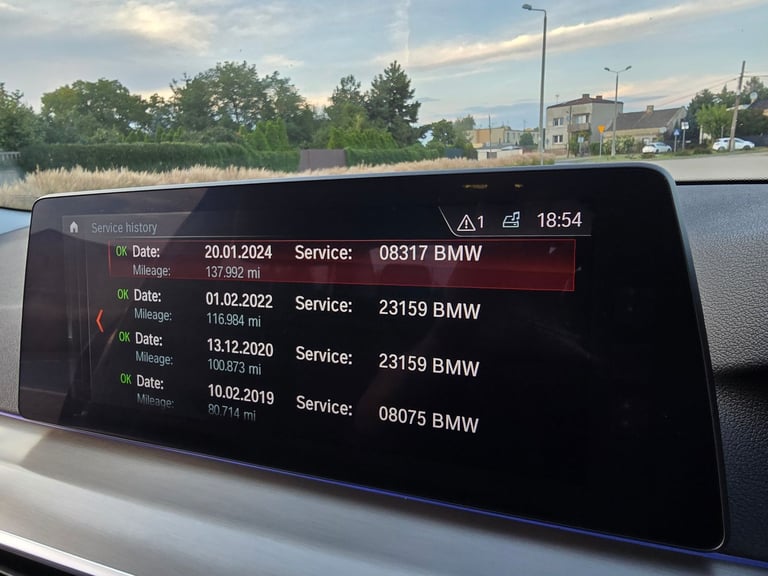 Service history 1 18:54
OK Date: 20.01.2024 Service: 08317 BMW
Mileage: 137.992 mi
OK Date: 01.02.2022 Service: 23159 BMW
Mileage: 116.984 mi
OK Date: 13.12.2020 Service: 23159 BMW
Mileage: 100.873 mi
OK Date: 10.02.2019 Service: 08075 BMW
Mileage: 80.714 mi